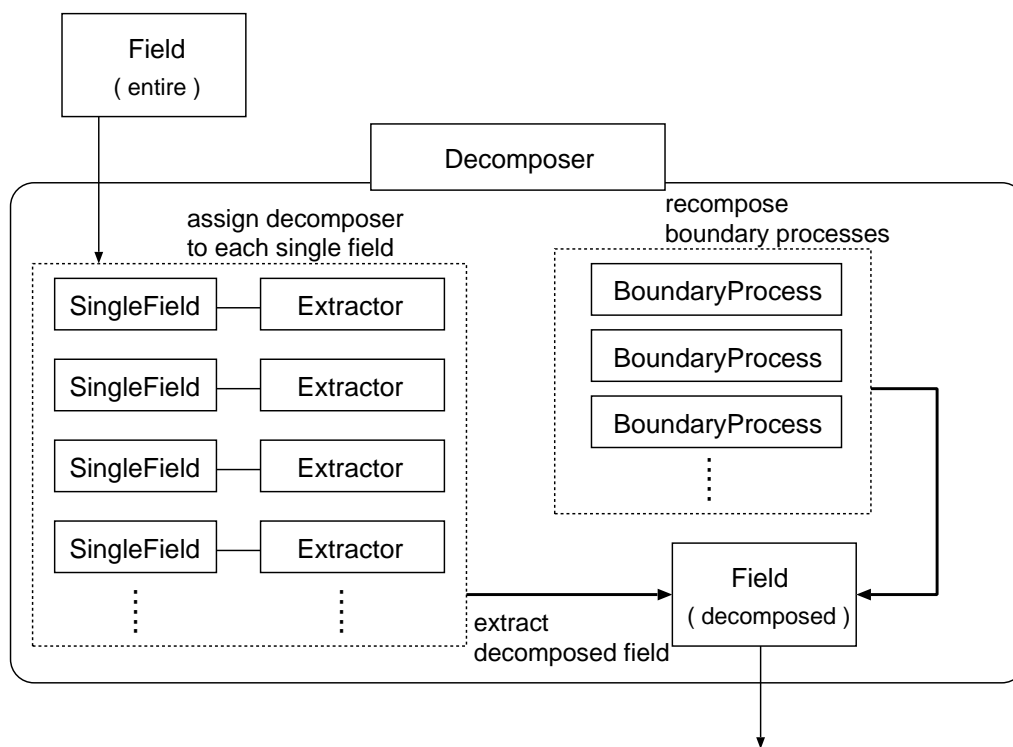 Field
( entire )
Decomposer
assign decomposer
to each single field
SingleField
Extractor
SingleField
Extractor
SingleField
Extractor
SingleField
Extractor
recompose
boundary processes
BoundaryProcess
BoundaryProcess
BoundaryProcess
extract
decomposed field
Field
( decomposed )